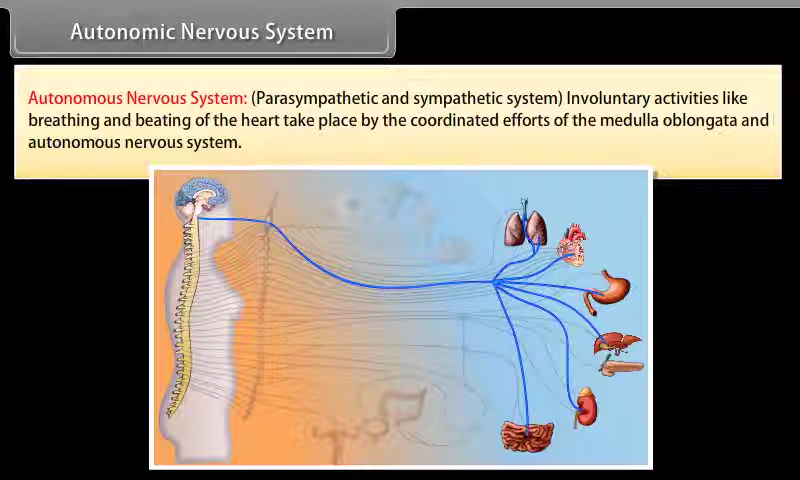 Autonomic Nervous System
Autonomous Nervous System: (Parasympathetic and sympathetic system) Involuntary activities like
breathing and beating of the heart take place by the coordinated efforts of the medulla oblongata and
autonomous nervous system.